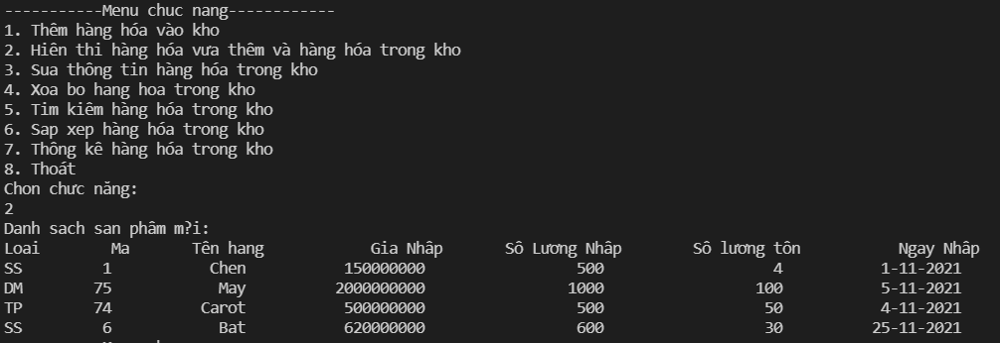 -----------Menu chuc nang------------
1. Thêm hàng hóa vào kho
2. Hiên thi hàng hóa vưa thêm và hàng hóa trong kho
3. Sua thông tin hàng hóa trong kho
4. Xoa bo hang hoa trong kho
5. Tim kiêm hàng hóa trong kho
6. Sap xep hàng hóa trong kho
7. Thông kê hàng hóa trong kho
8. Thoát
Chon chưc năng:
2
Danh sach san phâm m?i:
Loai Ma Tên hang Gia Nhâp Sô Lương Nhâp Sô lương tôn Ngay Nhâp
SS 1 Chen 150000000 500 4 1-11-2021
DM 75 May 2000000000 1000 100 5-11-2021
TP 74 Carot 500000000 500 50 4-11-2021
SS 6 Bat 620000000 600 30 25-11-2021